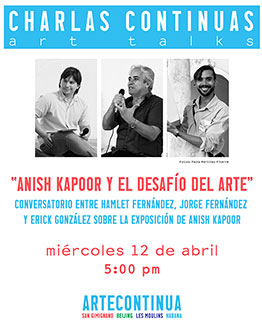 CHARLAS CONTINUAS
art talks
"ANISH KAPOOR Y EL DESAFÍO DEL ARTE"
CONVERSATORIO ENTRE HAMLET FERNÁNDEZ, JORGE FERNÁNDEZ
Y ERICK GONZÁLEZ SOBRE LA EXPOSICIÓN DE ANISH KAPOOR
miércoles 12 de abril
5:00 pm
ARTECONTINUA
SAN GIMIGNANO BEIJING LES MOULINS HABANA